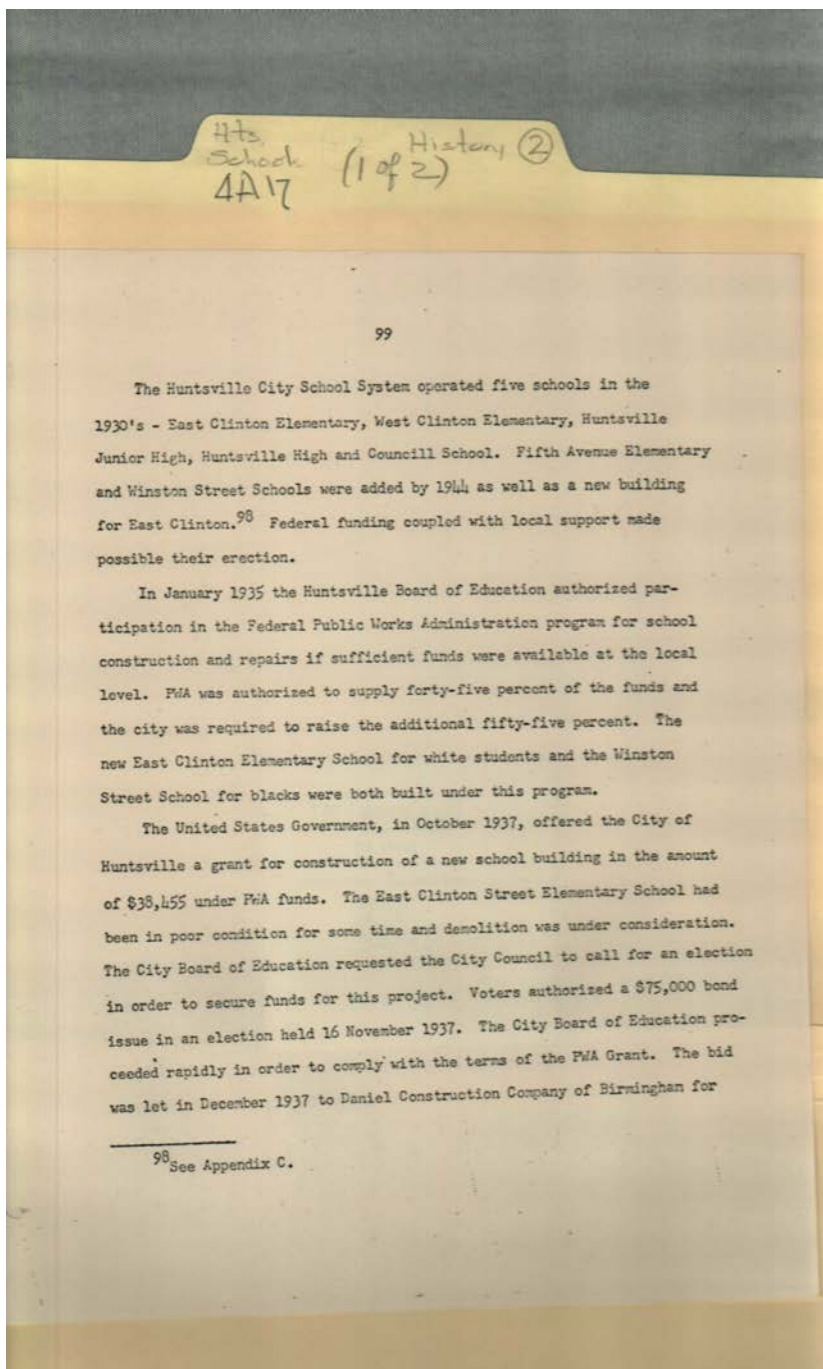 Hts. History ②
School (1 of 2)
4A17
99
The Huntsville City School System operated five schools in the
1930's - East Clinton Elementary, West Clinton Elementary, Huntsville
Junior High, Huntsville High and Councill School. Fifth Avenue Elementary
and Winston Street Schools were added by 1944 as well as a new building
for East Clinton.98 Federal funding coupled with local support made
possible their erection.
In January 1935 the Huntsville Board of Education authorized par-
ticipation in the Federal Public Works Administration program for school
construction and repairs if sufficient funds were available at the local
level. PWA was authorized to supply forty-five percent of the funds and
the city was required to raise the additional fifty-five percent. The
new East Clinton Elementary School for white students and the Winston
Street School for blacks were both built under this program.
The United States Government, in October 1937, offered the City of
Huntsville a grant for construction of a new school building in the amount
of $38,455 under PWA funds. The East Clinton Street Elementary School had
been in poor condition for some time and demolition was under consideration.
The City Board of Education requested the City Council to call for an election
in order to secure funds for this project. Voters authorized a $75,000 bond
issue in an election held 16 November 1937. The City Board of Education pro-
ceeded rapidly in order to comply with the terms of the PWA Grant. The bid
was let in December 1937 to Daniel Construction Company of Birmingham for
98See Appendix C.